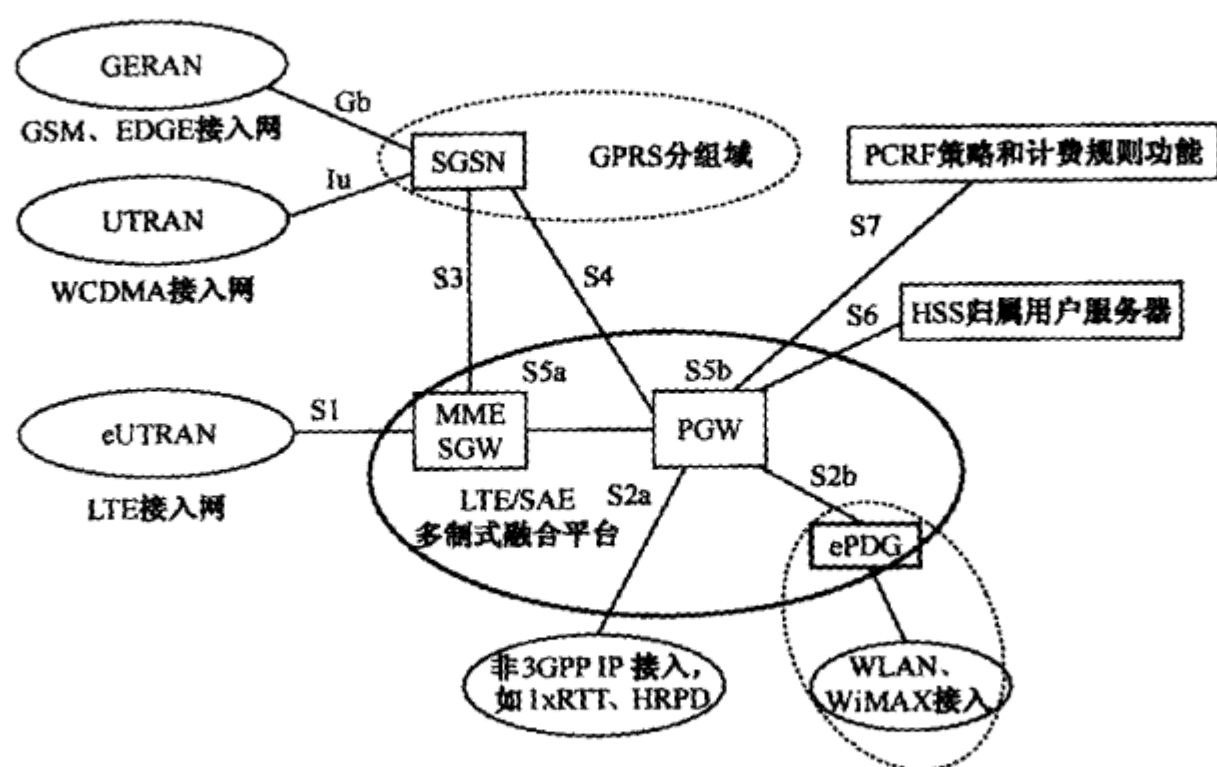 GERAN
Gb
GSM、EDGE接入网
SGSN
GPRS分组域
PCRF策略和计费规则功能
Iu
UTRAN
WCDMA接入网
S3
S4
S7
S6
HSS归属用户服务器
S5a
S5b
S1
eUTRAN
MME
SGW
PGW
LTE接入网
LTE/SAE
多制式融合平台
S2a
S2b
ePDG
非3GPP IP 接入，
如1xRTT、HRPD
WLAN、
WiMAX接入